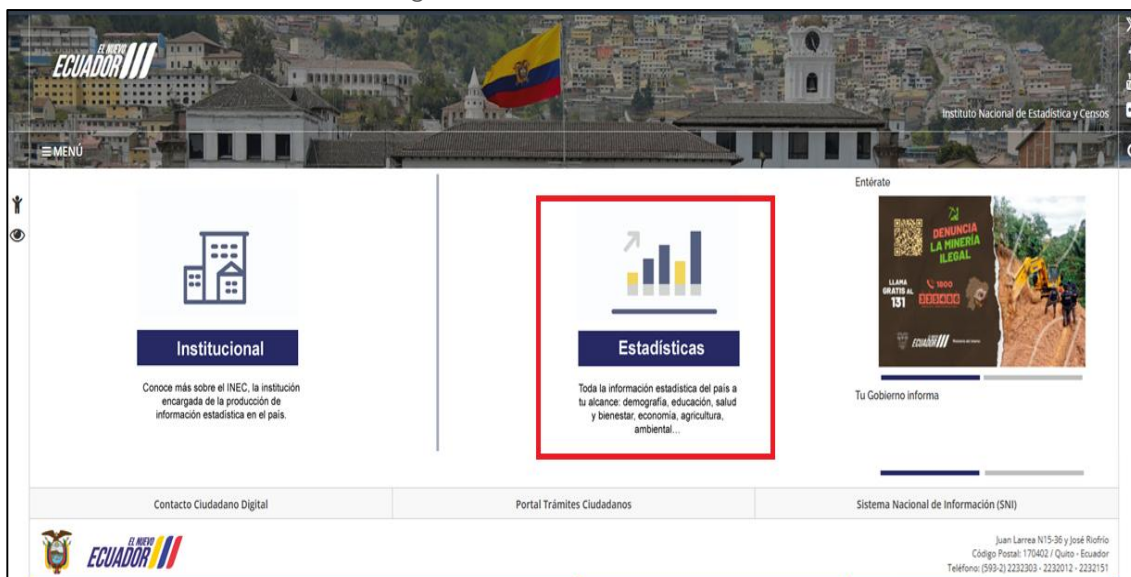 EL NUEVO
ECUADOR
Instituto Nacional de Estadística y Censos
MENÚ
Entérate
DENUNCIA
LA MINERÍA
ILEGAL
LLAMA
GRATIS AL
131
1800
ECUADOR
Institucional
Conoce más sobre el INEC, la institución
encargada de la producción de
información estadística en el país.
Estadísticas
Toda la información estadística del país a
tu alcance: demografía, educación, salud
y bienestar, economía, agricultura,
ambiental…
Tu Gobierno informa
Contacto Ciudadano Digital
Portal Trámites Ciudadanos
Sistema Nacional de Información (SNI)
EL NUEVO
ECUADOR
Juan Larrea N15-36 y José Riofrío
Código Postal: 170402 / Quito - Ecuador
Teléfono: (593-2) 2232303 - 2232012 - 2232151